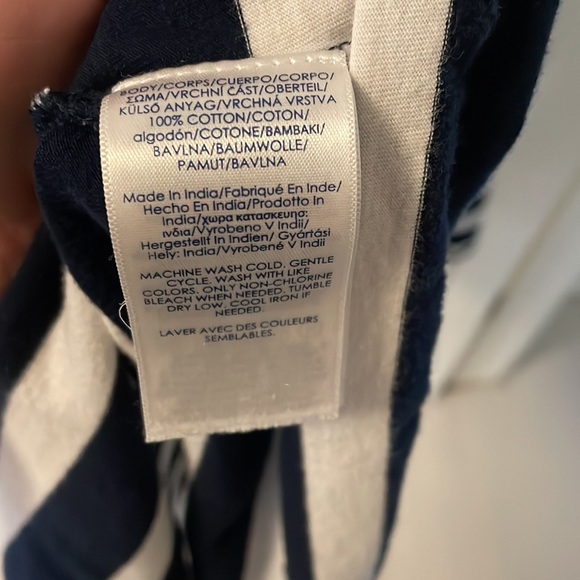 BODY/CORPS/CUERPO/CORPO/
ΣΩΜΑ/VRCHNÍ ČÁST/OBERTEIL/
KÜLSŐ ANYAG/VRCHNÁ VRSTVA
100% COTTON/COTON/
algodón/COTONE/BAMBAKI/
BAVLNA/BAUMWOLLE/
PAMUT/BAVLNA
Made In India/Fabriqué En Inde/
Hecho En India/Prodotto In
India/χωρα κατασκευησ:
ινδια/Vyrobeno V Indii/
Hergestellt In Indien/ Gyártási
Hely: India/Vyrobené V Indii
MACHINE WASH COLD, GENTLE
CYCLE, WASH WITH LIKE
COLORS. ONLY NON-CHLORINE
BLEACH WHEN NEEDED. TUMBLE
DRY LOW. COOL IRON IF
NEEDED.
LAVER AVEC DES COULEURS
SEMBLABLES.